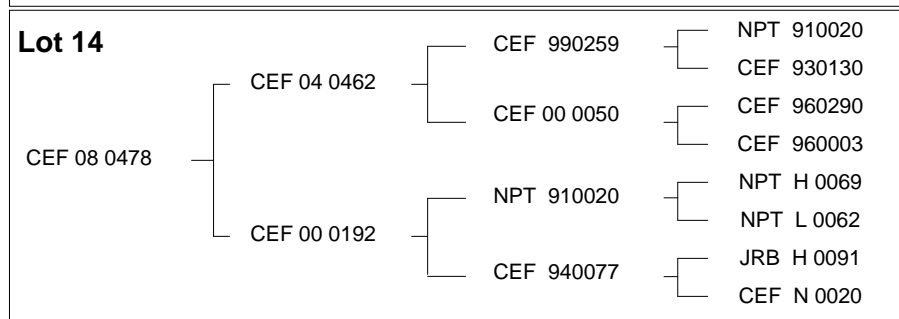 Lot 14
NPT 910020
CEF 990259
CEF 930130
CEF 04 0462
CEF 960290
CEF 00 0050
CEF 960003
CEF 08 0478
NPT H 0069
NPT 910020
NPT L 0062
CEF 00 0192
JRB H 0091
CEF 940077
CEF N 0020